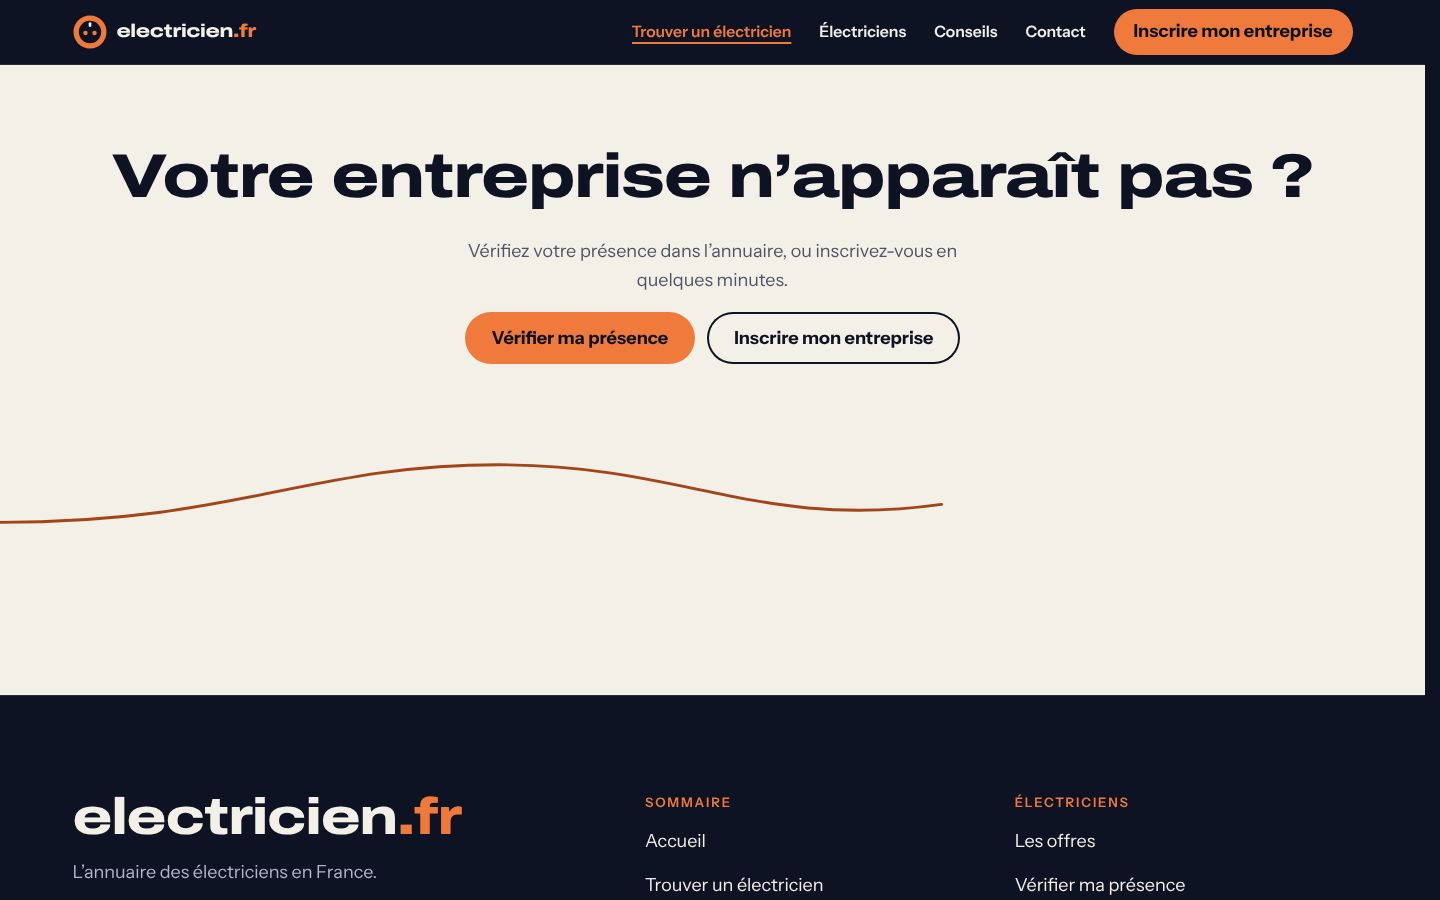 electricien.fr
Trouver un électricien
Électriciens
Conseils
Contact
Inscrire mon entreprise
Votre entreprise n’apparaît pas ?
Vérifiez votre présence dans l’annuaire, ou inscrivez-vous en
quelques minutes.
Vérifier ma présence
Inscrire mon entreprise
electricien.fr
L’annuaire des électriciens en France.
SOMMAIRE
Accueil
Trouver un électricien
ÉLECTRICIENS
Les offres
Vérifier ma présence